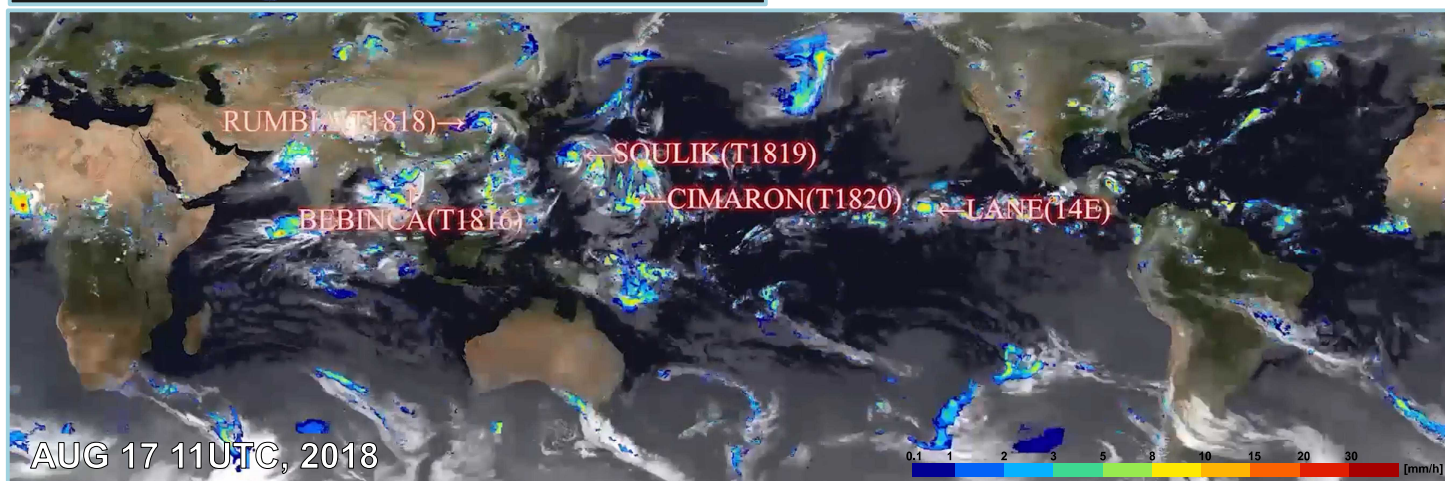 RUMBIA(T1818)→
←SOULIK(T1819)
←CIMARON(T1820)
←LANE(14E)
↑
BEBINCA(T1816)
AUG 17 11UTC, 2018
0.1 1 2 3 5 8 10 15 20 30 [mm/h]